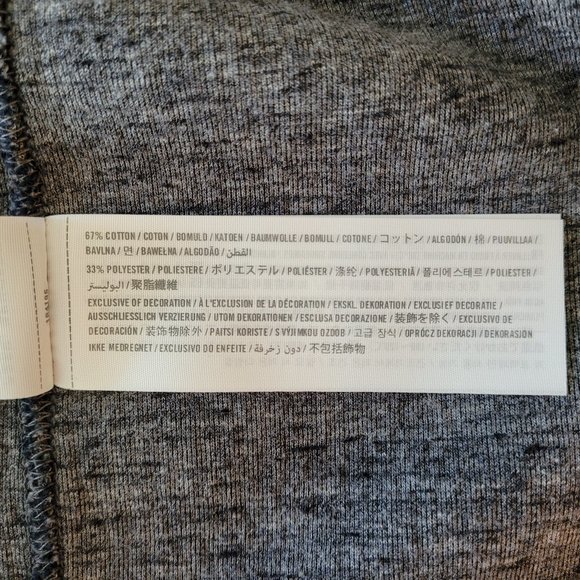 67% COTTON / COTON / BOMULD / KATOEN / BAUMWOLLE / BOMULL / COTONE / コットン / ALGODÓN / 棉 / PUUVILLAA /
BAVLNA / 면 / BAWEŁNA / ALGODÃO / القطن
33% POLYESTER / POLIESTERE / ポリエステル / POLIÉSTER / 涤纶 / POLYESTERIÄ / 폴리에스테르 / POLIESTER /
البوليستر / 聚脂纖維
EXCLUSIVE OF DECORATION / À L'EXCLUSION DE LA DÉCORATION / EKSKL. DEKORATION / EXCLUSIEF DECORATIE /
AUSSCHLIESSLICH VERZIERUNG / UTOM DEKORATIONEN / ESCLUSA DECORAZIONE / 装飾を除く / EXCLUSIVO DE
DECORACIÓN / 装饰物除外 / PAITSI KORISTE / S VÝJIMKOU OZDOB / 고급 장식 / OPRÓCZ DEKORACJI / DEKORASJON
IKKE MEDREGNET / EXCLUSIVO DO ENFEITE / دون زخرفة / 不包括飾物